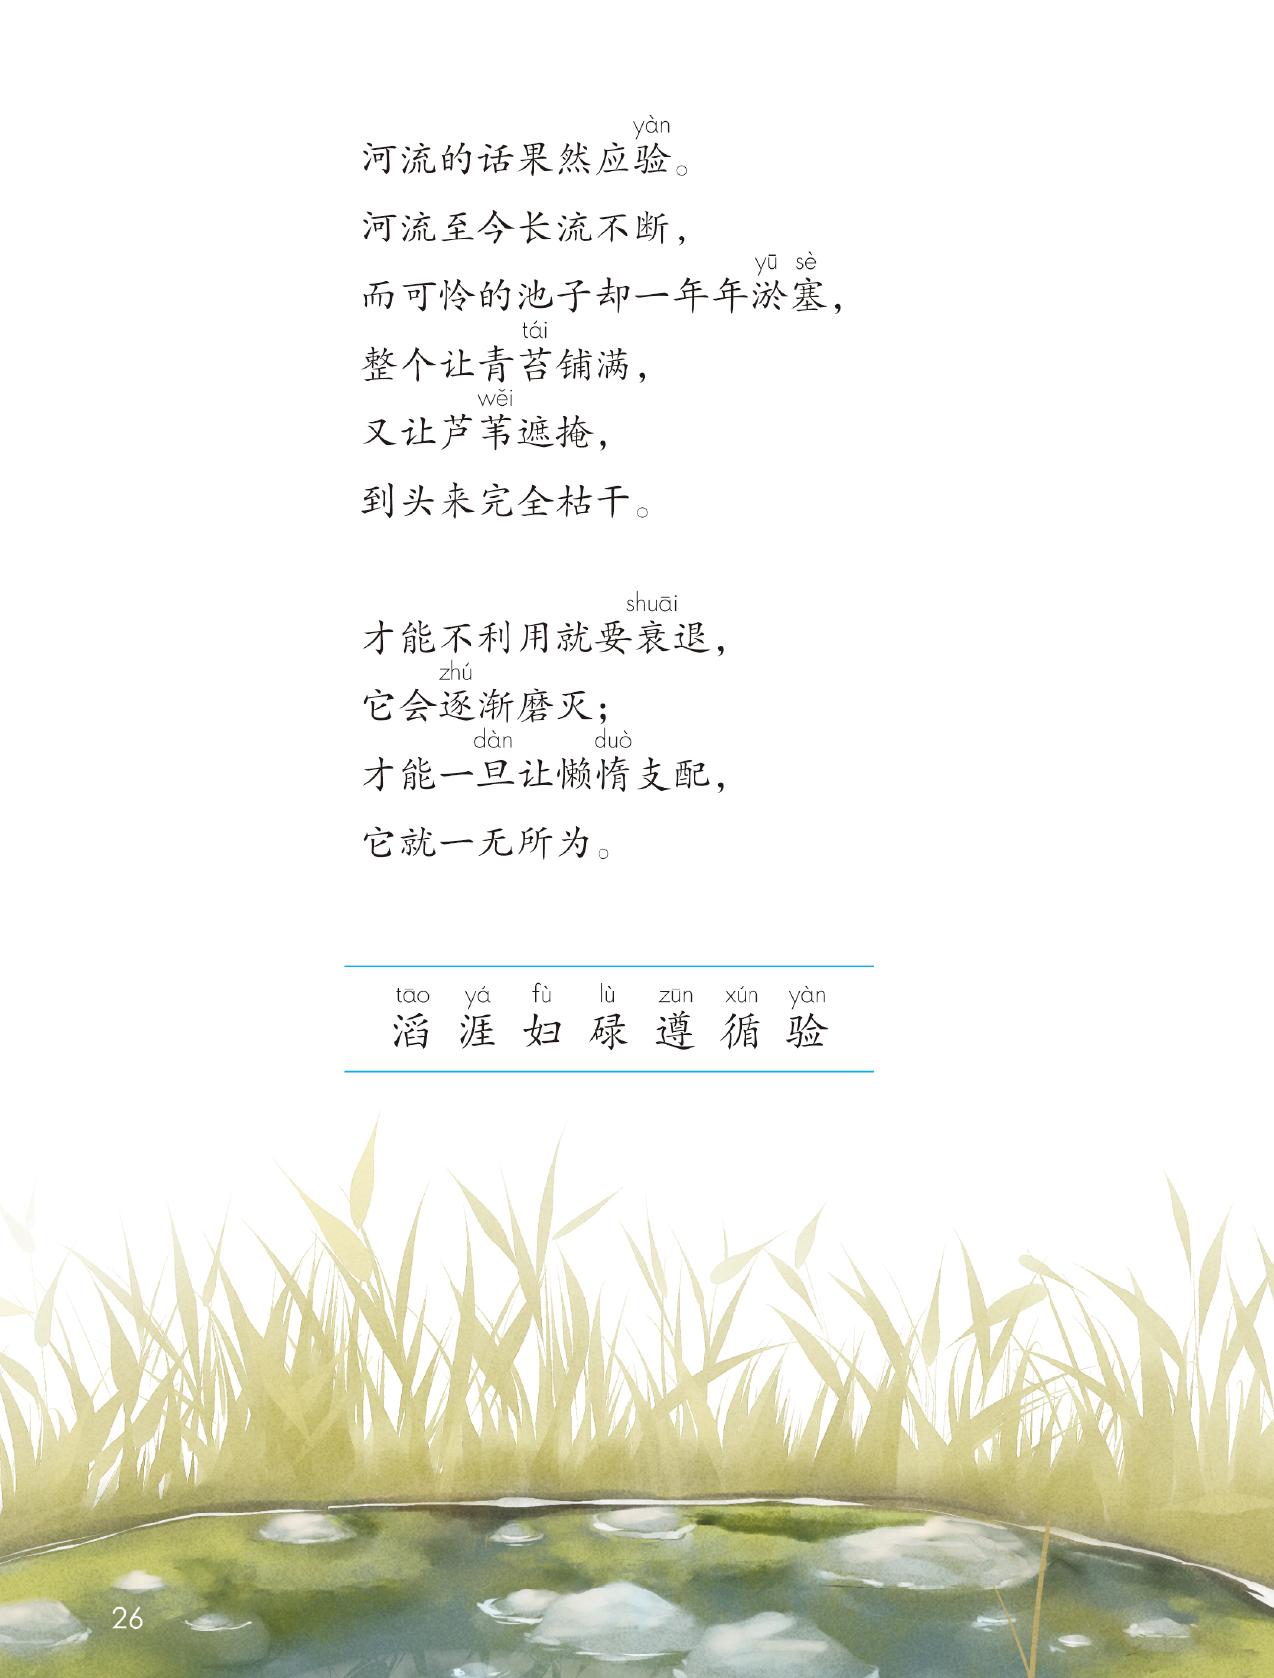 yàn
河流的话果然应验。
河流至今长流不断，
yū sè
而可怜的池子却一年年淤塞，
tái
整个让青苔铺满，
wěi
又让芦苇遮掩，
到头来完全枯干。
shuāi
才能不利用就要衰退，
zhú
它会逐渐磨灭；
dàn duò
才能一旦让懒惰支配，
它就一无所为。
tāo yá fù lù zūn xún yàn
滔 涯 妇 碌 遵 循 验
26